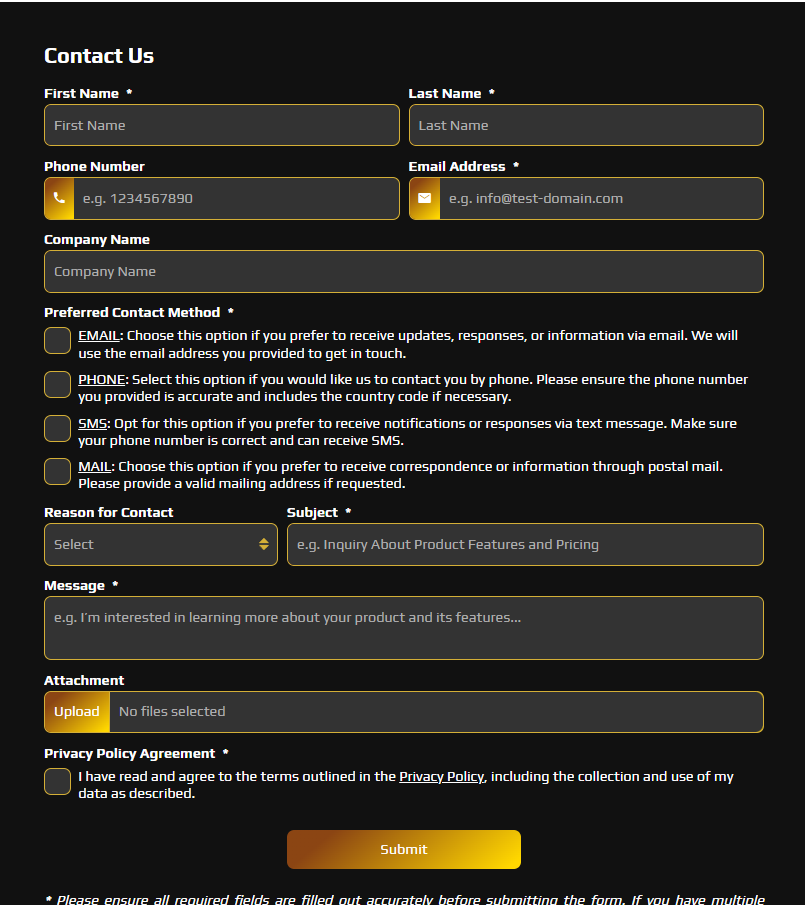 Contact Us
First Name *
Last Name *
First Name
Last Name
Phone Number
Email Address *
e.g. 1234567890
e.g. info@test-domain.com
Company Name
Company Name
Preferred Contact Method *
EMAIL: Choose this option if you prefer to receive updates, responses, or information via email. We will
use the email address you provided to get in touch.
PHONE: Select this option if you would like us to contact you by phone. Please ensure the phone number
you provided is accurate and includes the country code if necessary.
SMS: Opt for this option if you prefer to receive notifications or responses via text message. Make sure
your phone number is correct and can receive SMS.
MAIL: Choose this option if you prefer to receive correspondence or information through postal mail.
Please provide a valid mailing address if requested.
Reason for Contact
Subject *
Select
e.g. Inquiry About Product Features and Pricing
Message *
e.g. I'm interested in learning more about your product and its features...
Attachment
Upload
No files selected
Privacy Policy Agreement *
I have read and agree to the terms outlined in the Privacy Policy, including the collection and use of my
data as described.
Submit
* Please ensure all required fields are filled out accurately before submitting the form. If you have multiple